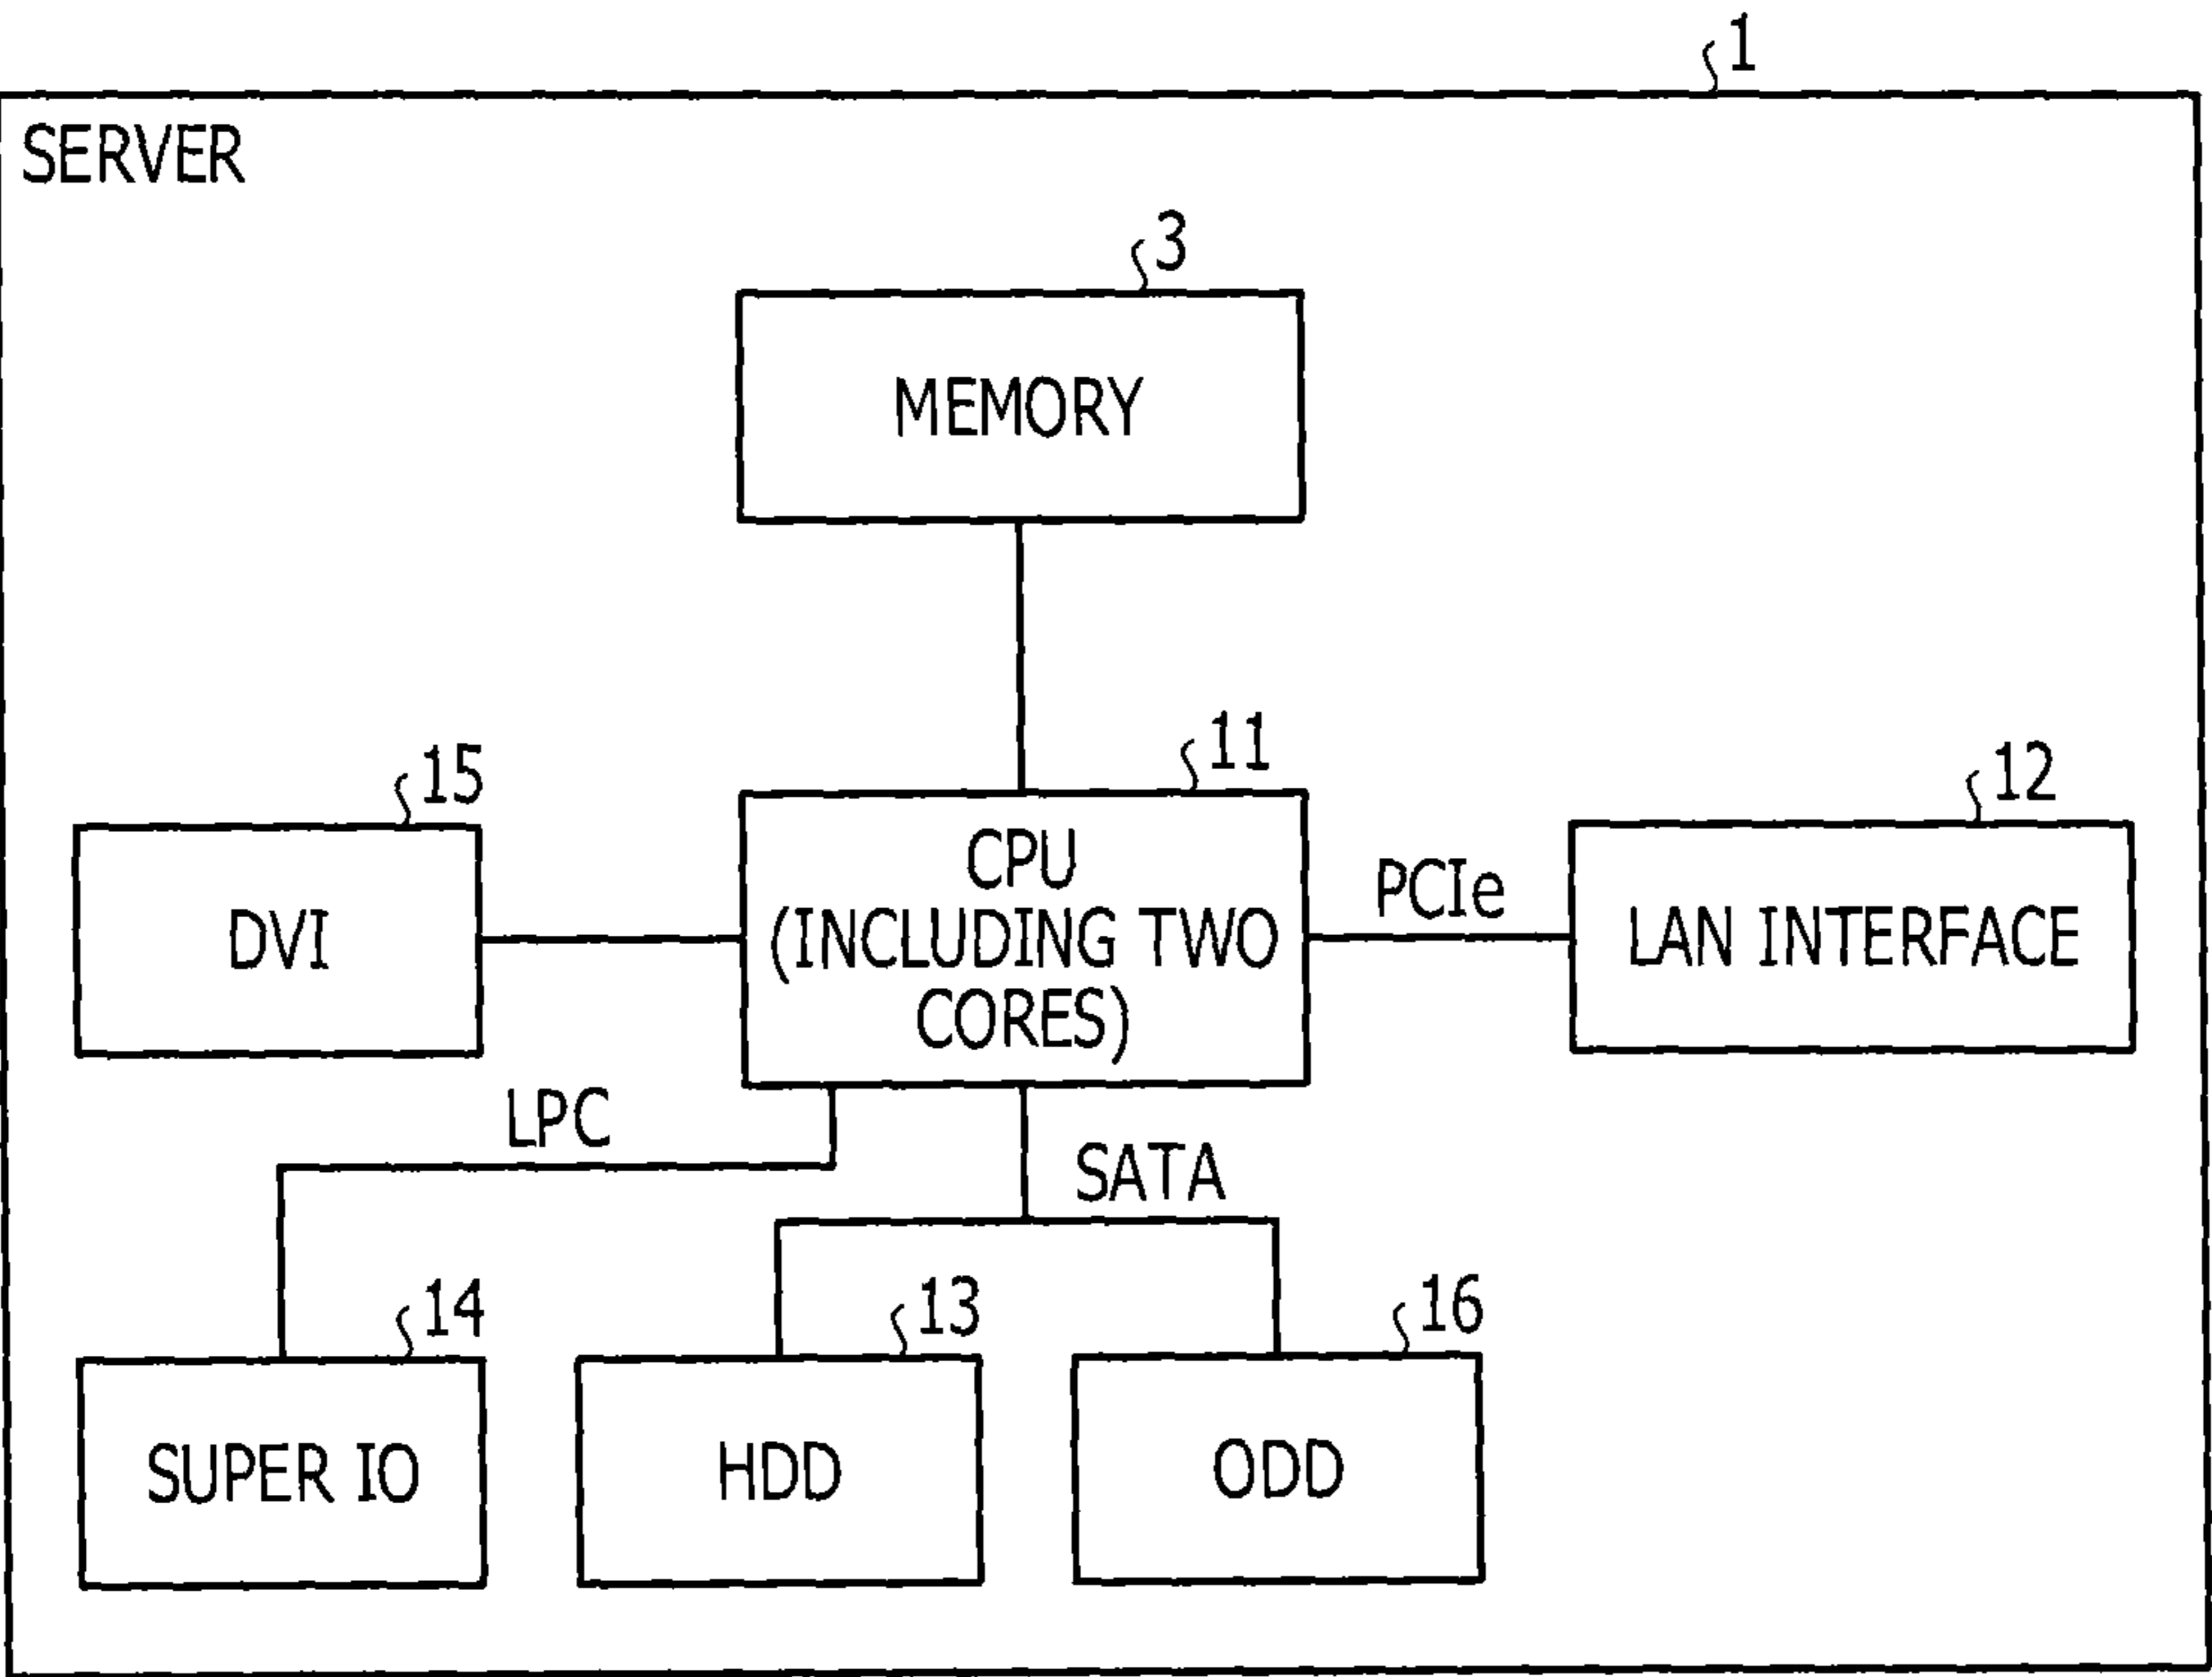 1
SERVER
3
MEMORY
11
15
12
CPU
(INCLUDING TWO
CORES)
PCIe
DVI
LAN INTERFACE
LPC
SATA
14
13
16
SUPER IO
HDD
ODD